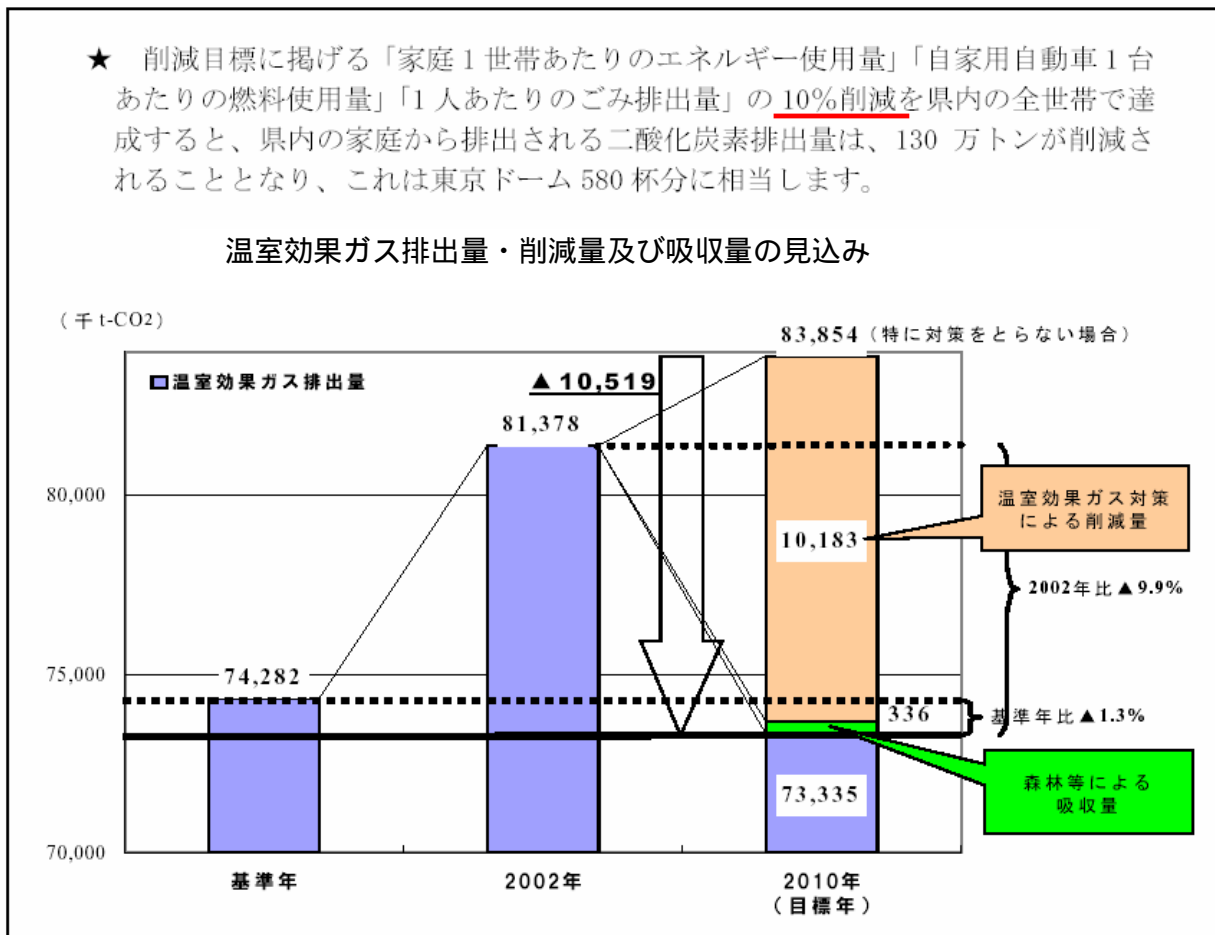 ★ 削減目標に掲げる「家庭1世帯あたりのエネルギー使用量」「自家用自動車1台
あたりの燃料使用量」「1人あたりのごみ排出量」の 10%削減を県内の全世帯で達
成すると、県内の家庭から排出される二酸化炭素排出量は、130 万トンが削減さ
れることとなり、これは東京ドーム 580 杯分に相当します。
温室効果ガス排出量・削減量及び吸収量の見込み
(千 t-CO2)
83,854 (特に対策をとらない場合)
温室効果ガス排出量
▲10,519
81,378
80,000
温室効果ガス対策
による削減量
10,183
2002年比▲9.9%
75,000
74,282
336
基準年比▲1.3%
73,335
森林等による
吸収量
70,000
基準年
2002年
2010年
(目標年)